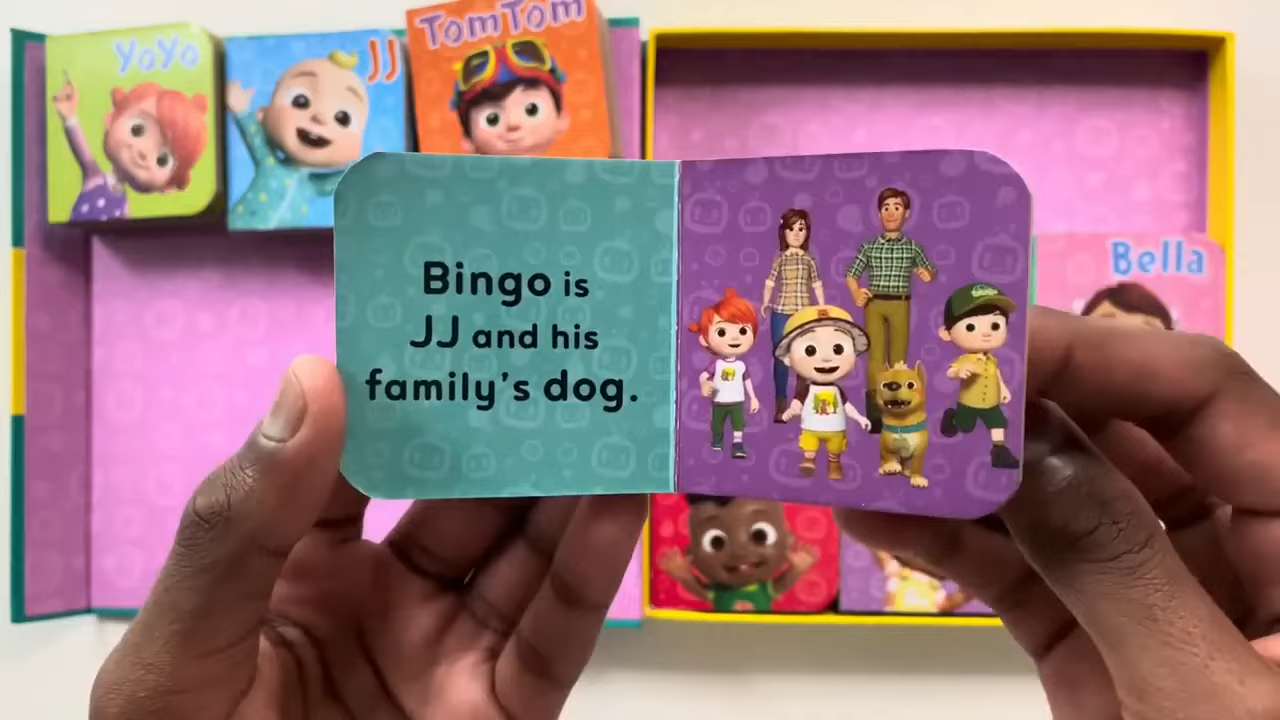 YoYo
JJ
TomTom
Bingo is
JJ and his
family's dog.
Bella